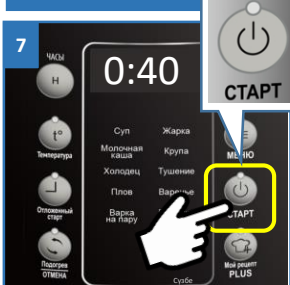 7
СТАРТ
ЧАСЫ
Н
0:40
t°
Температура
Суп
Жарка
Молочная
каша
Крупа
МЕНЮ
Холодец
Тушение
Плов
Варенье
Отложенный
старт
Варка
на пару
СТАРТ
Подогрев
ОТМЕНА
Сузбе
Мой рецепт
PLUS